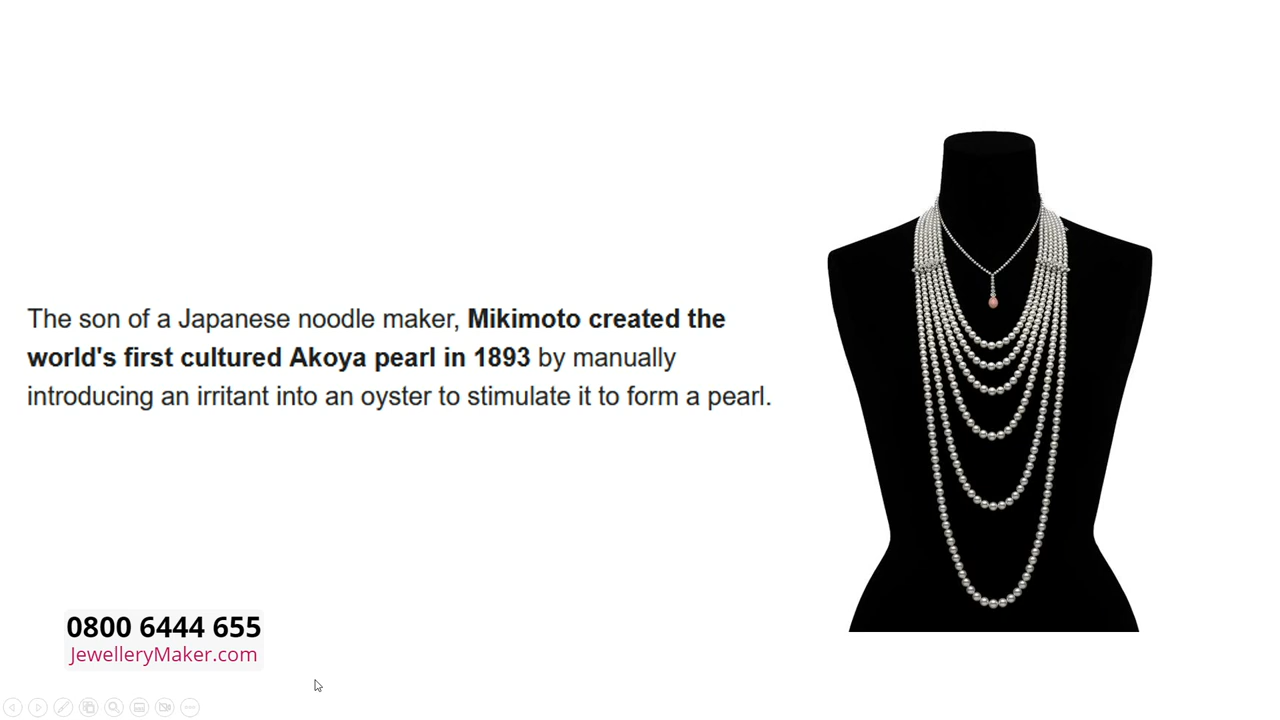 The son of a Japanese noodle maker, Mikimoto created the
world's first cultured Akoya pearl in 1893 by manually
introducing an irritant into an oyster to stimulate it to form a pearl.
0800 6444 655
JewelleryMaker.com